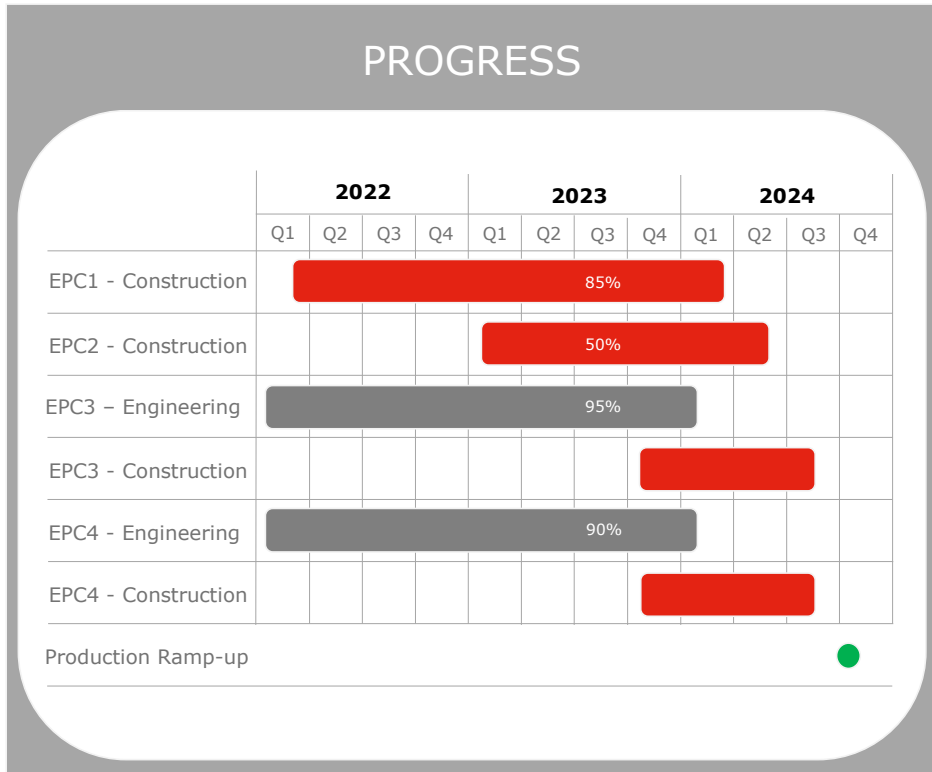 PROGRESS
2022 2023 2024
Q1 Q2 Q3 Q4 Q1 Q2 Q3 Q4 Q1 Q2 Q3 Q4
EPC1 - Construction 85%
EPC2 - Construction 50%
EPC3 – Engineering 95%
EPC3 - Construction
EPC4 - Engineering 90%
EPC4 - Construction
Production Ramp-up